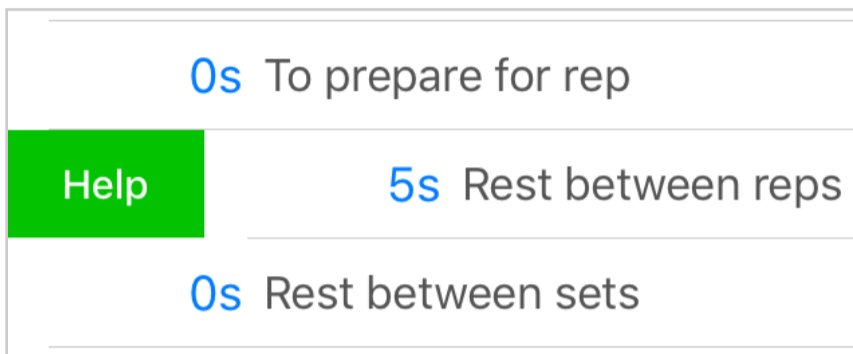 0s To prepare for rep
Help 5s Rest between reps
0s Rest between sets